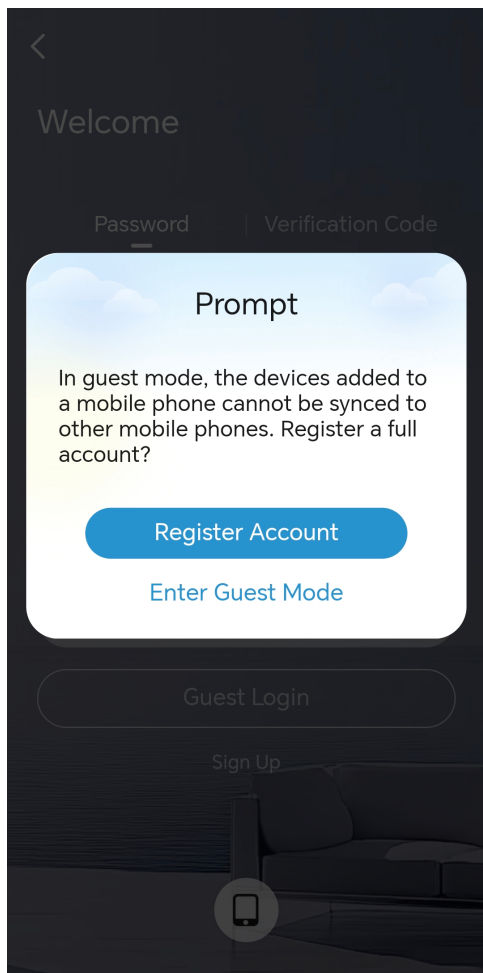 Welcome
Password
Verification Code
Prompt
In guest mode, the devices added to
a mobile phone cannot be synced to
other mobile phones. Register a full
account?
Register Account
Enter Guest Mode
Guest Login
Sign Up